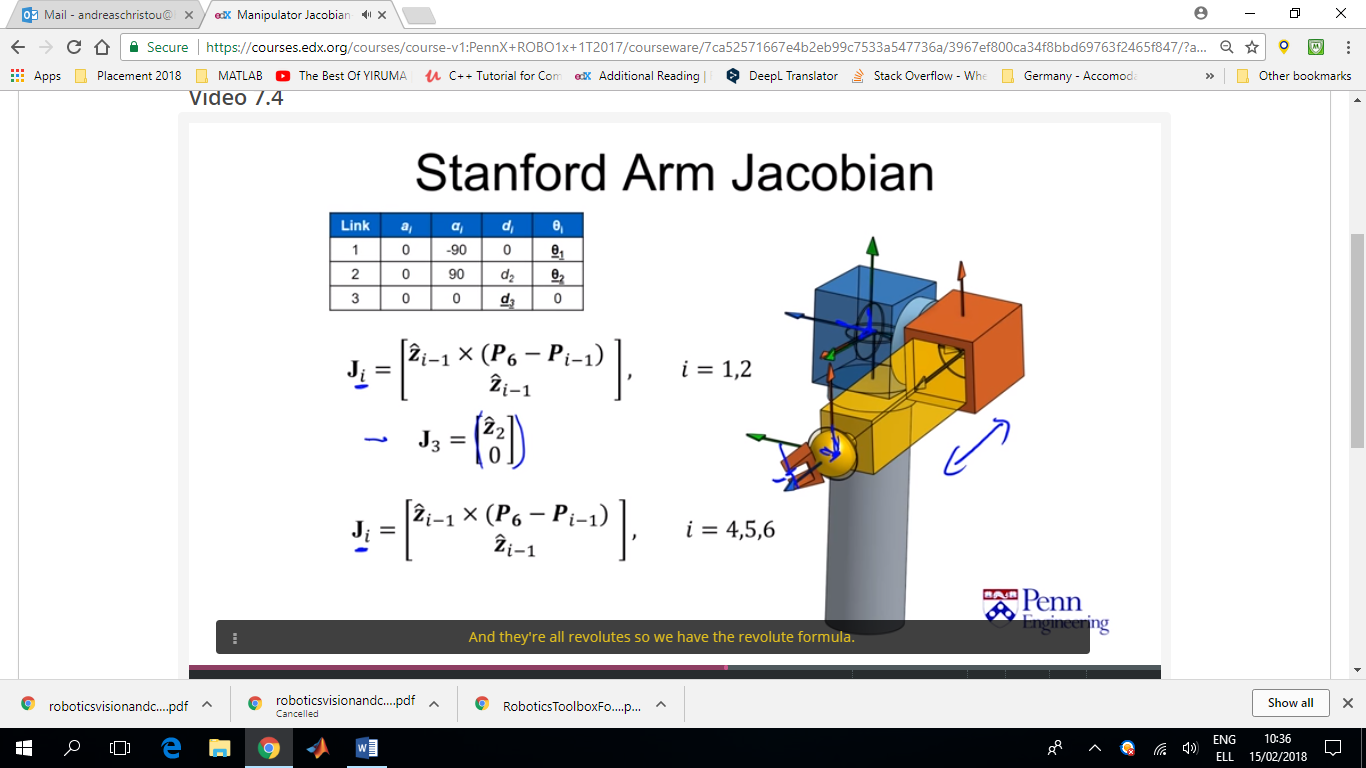 Mail - andreaschristou@
edX Manipulator Jacobian
Secure https://courses.edx.org/courses/course-v1:PennX+ROBO1x+1T2017/courseware/7ca52571667e4b2eb99c7533a547736a/3967ef800ca34f8bbd69763f2465f847/?a...
Apps Placement 2018 MATLAB The Best Of YIRUMA C++ Tutorial for Com edX Additional Reading | DeepL Translator Stack Overflow - Whe Germany - Accomoda » Other bookmarks
Video 7.4
Stanford Arm Jacobian
Link aᵢ αᵢ dᵢ θᵢ
1 0 -90 0 θ₁
2 0 90 d₂ θ₂
3 0 0 d₃ 0
Jᵢ = [ẑᵢ₋₁ × (P₆ − Pᵢ₋₁) ẑᵢ₋₁], i = 1,2
J₃ = [ẑ₂ 0]
Jᵢ = [ẑᵢ₋₁ × (P₆ − Pᵢ₋₁) ẑᵢ₋₁], i = 4,5,6
Penn
Engineering
And they're all revolutes so we have the revolute formula.
roboticsvisionandc....pdf
roboticsvisionandc....pdf
Cancelled
RoboticsToolboxFo....p...
Show all
ENG
ELL
10:36
15/02/2018